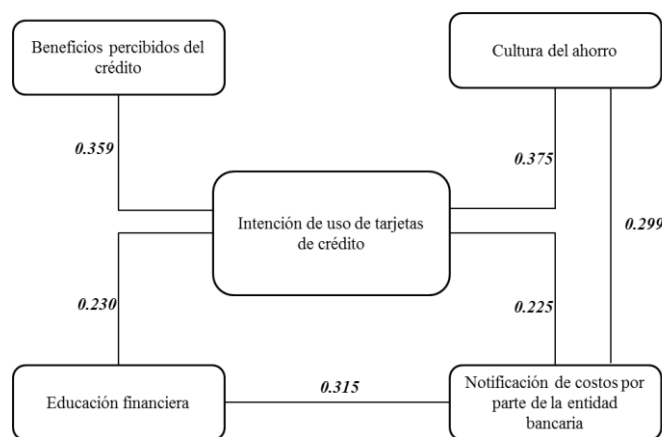 Beneficios percibidos del
crédito
Cultura del ahorro
0.359
0.375
Intención de uso de tarjetas
de crédito
0.299
0.230
0.225
Educación financiera
0.315
Notificación de costos por
parte de la entidad
bancaria